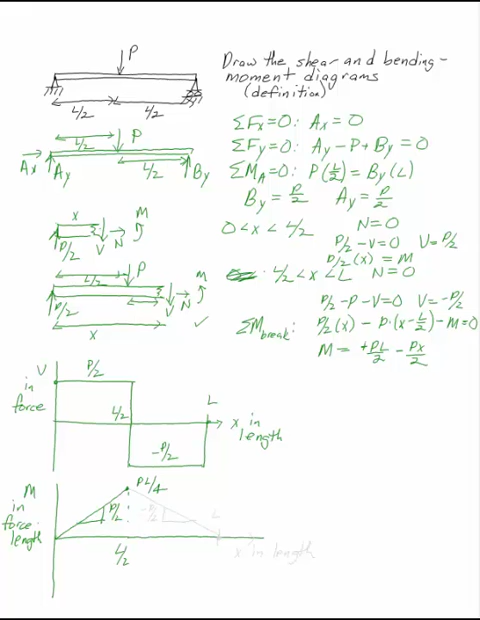 P
Draw the shear and bending-
moment diagrams
(definition)
L/2 L/2
ΣFx=0: Ax=0
L/2 P
ΣFy=0: Ay-P+By=0
Ax Ay L/2 By
ΣMA=0: P(L/2)=By(L)
By=P/2 Ay=P/2
x M
0<x<L/2 N=0
P/2 V N
P/2-V=0 V=P/2
P/2(x)=M
L/2 P M
L/2<x<L N=0
P/2 V N
x
P/2-P-V=0 V=-P/2
ΣMbreak: P/2(x)-P·(x-L/2)-M=0
M=+PL/2-Px/2
V
in
force
P/2
L/2 L
x in
length
-P/2
M
in
force·
length
PL/4
P/2 -P/2 L
L/2
x in length